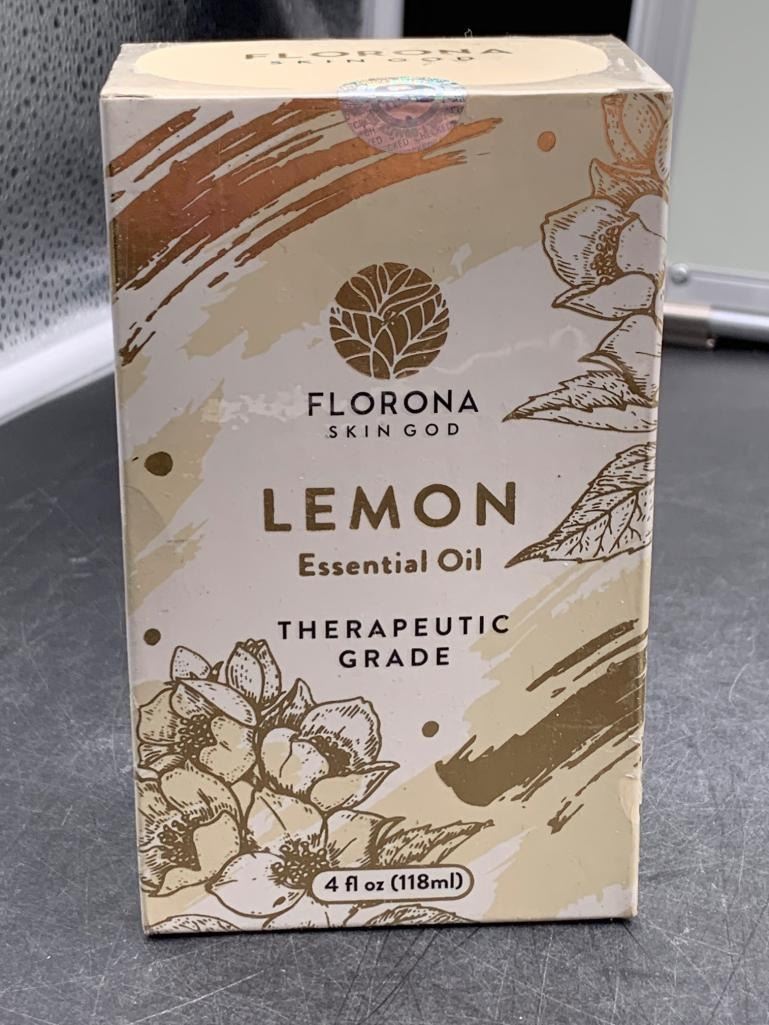 FLORONA
SKIN GOD
FLORONA
SKIN GOD
LEMON
Essential Oil
THERAPEUTIC
GRADE
4 fl oz (118ml)